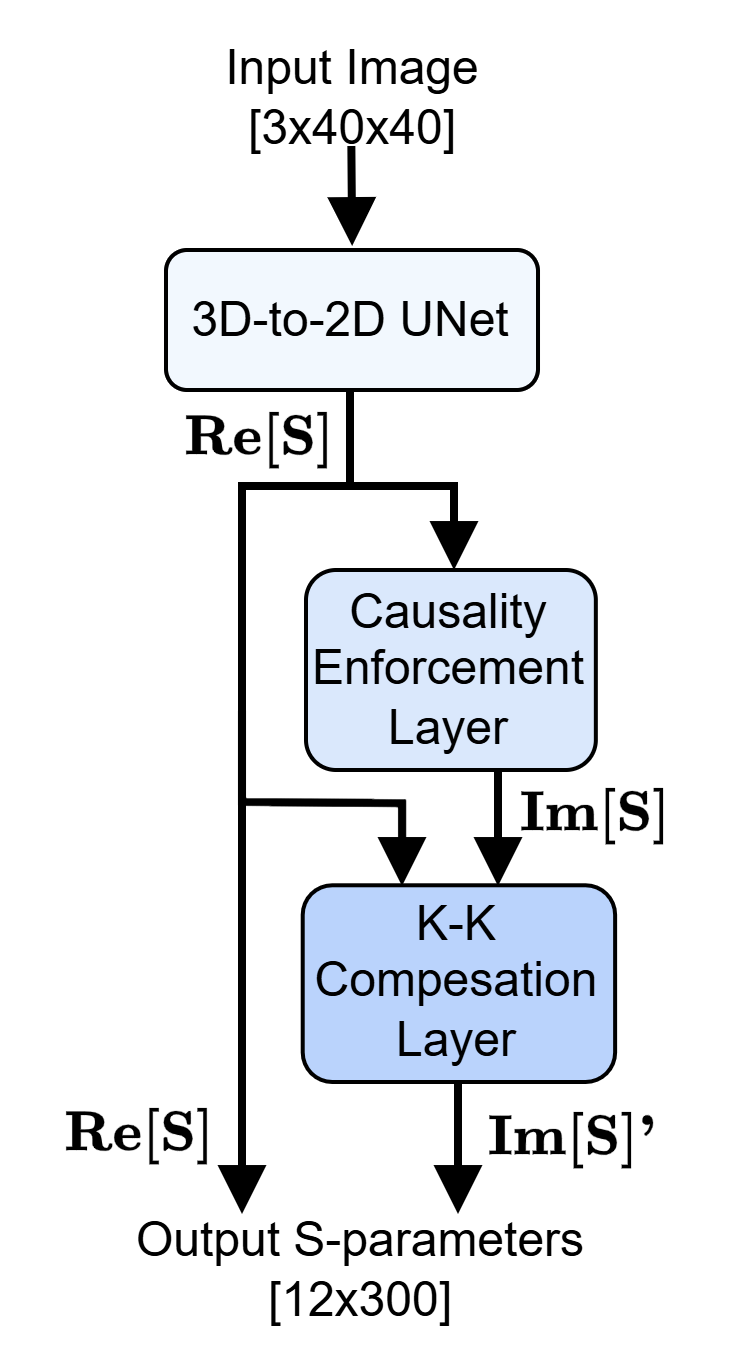 Input Image
[3x40x40]
3D-to-2D UNet
Re[S]
Causality
Enforcement
Layer
Im[S]
K-K
Compesation
Layer
Re[S]
Im[S]’
Output S-parameters
[12x300]